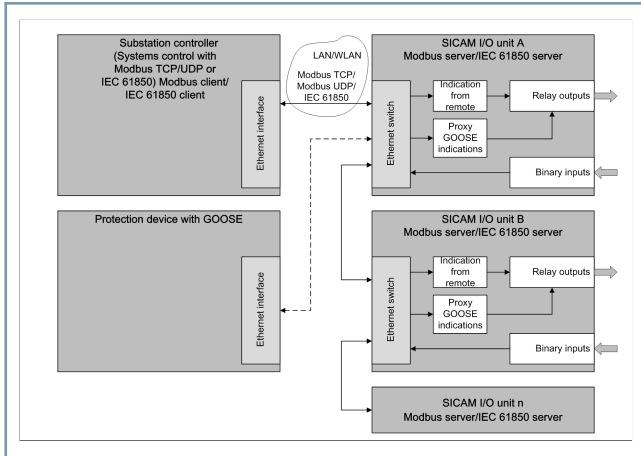 Substation controller
(Systems control with
Modbus TCP/UDP or
IEC 61850) Modbus client/
IEC 61850 client
Ethernet interface
LAN/WLAN
Modbus TCP/
Modbus UDP/
IEC 61850
SICAM I/O unit A
Modbus server/IEC 61850 server
Ethernet switch
Indication
from
remote
Relay outputs
Proxy
GOOSE
indications
Binary inputs
Protection device with GOOSE
Ethernet interface
SICAM I/O unit B
Modbus server/IEC 61850 server
Ethernet switch
Indication
from
remote
Relay outputs
Proxy
GOOSE
indications
Binary inputs
SICAM I/O unit n
Modbus server/IEC 61850 server